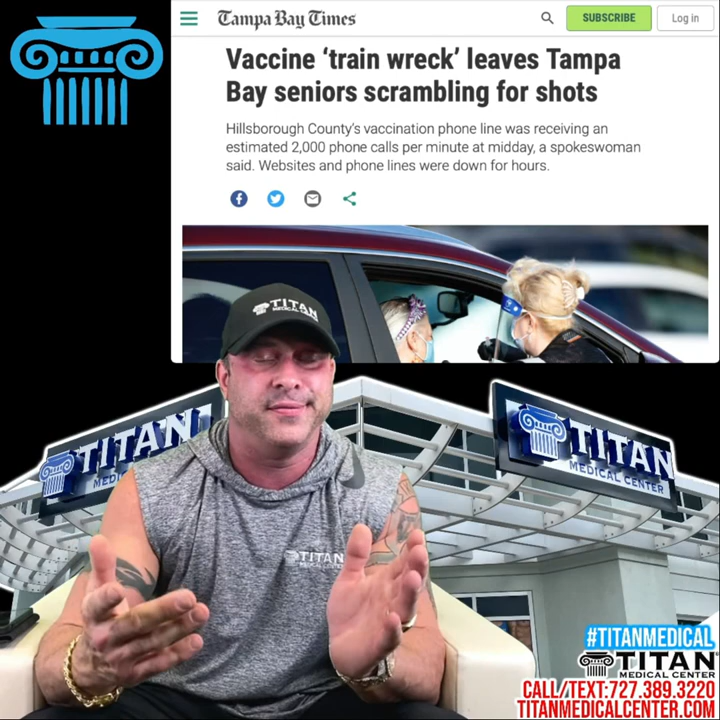 Tampa Bay Times
SUBSCRIBE
Log in
Vaccine ‘train wreck’ leaves Tampa
Bay seniors scrambling for shots
Hillsborough County’s vaccination phone line was receiving an
estimated 2,000 phone calls per minute at midday, a spokeswoman
said. Websites and phone lines were down for hours.
TITAN
MEDICAL CENTER
TITAN
MEDI
TITAN
MEDICAL CENTER
TITAN
MEDICAL CENTER
#TITANMEDICAL
TITAN
MEDICAL CENTER
CALL/TEXT:727.389.3220
TITANMEDICALCENTER.COM